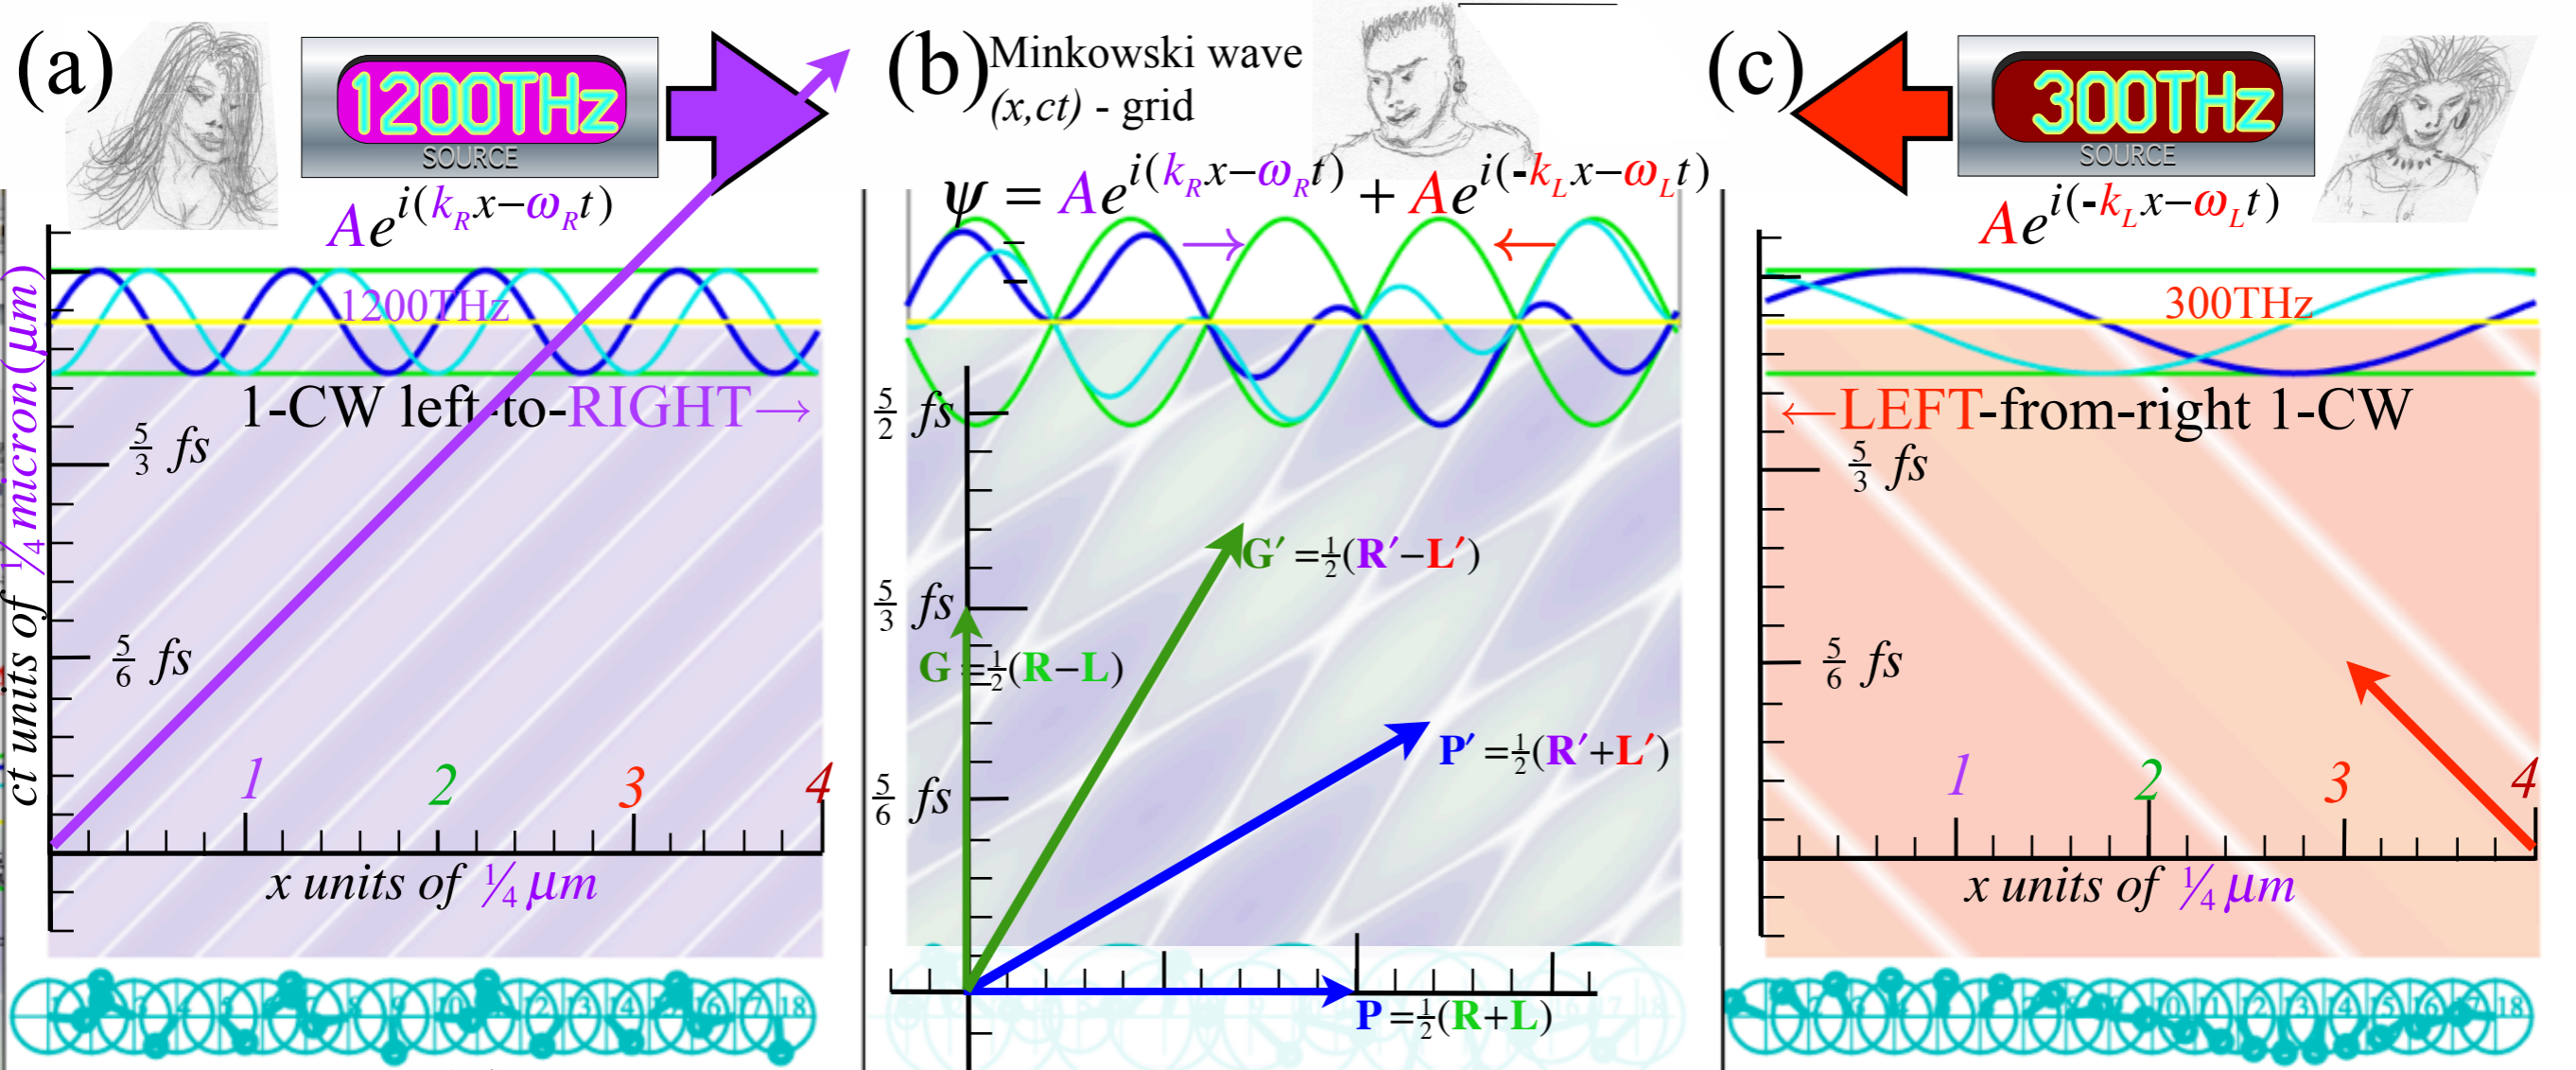 (a)
1200THz
SOURCE
Ae^{i(k_R x−ω_R t)}
1200THz
1-CW left-to-RIGHT→
5/3 fs
5/6 fs
ct units of ¼ micron (μm)
1 2 3 4
x units of ¼ μm
(b) Minkowski wave
(x,ct) - grid
ψ = Ae^{i(k_R x−ω_R t)} + Ae^{i(-k_L x−ω_L t)}
5/2 fs
G′ =½(R′−L′)
5/3 fs
G =½(R−L)
P′ =½(R′+L′)
5/6 fs
P =½(R+L)
(c)
300THz
SOURCE
Ae^{i(-k_L x−ω_L t)}
300THz
←LEFT-from-right 1-CW
5/3 fs
5/6 fs
1 2 3 4
x units of ¼ μm